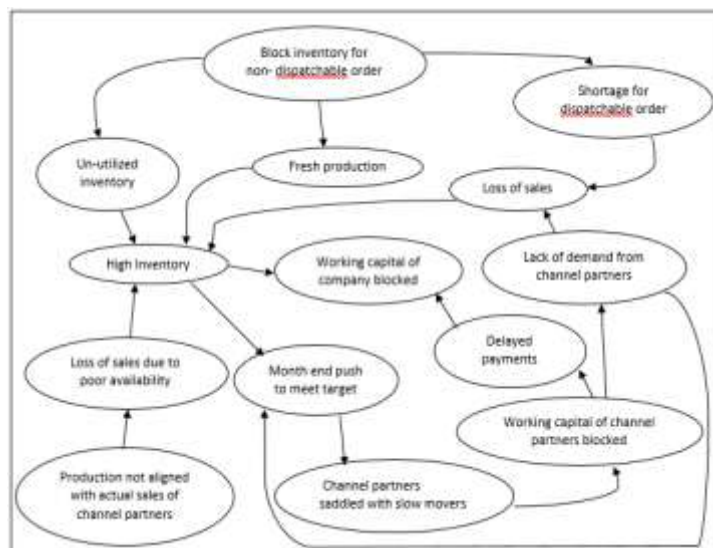 Block inventory for
non- dispatchable order
Shortage for
dispatchable order
Un-utilized
inventory
Fresh production
Loss of sales
High Inventory
Working capital of
company blocked
Lack of demand from
channel partners
Loss of sales due to
poor availability
Month end push
to meet target
Delayed
payments
Working capital of channel
partners blocked
Production not aligned
with actual sales of
channel partners
Channel partners
saddled with slow movers